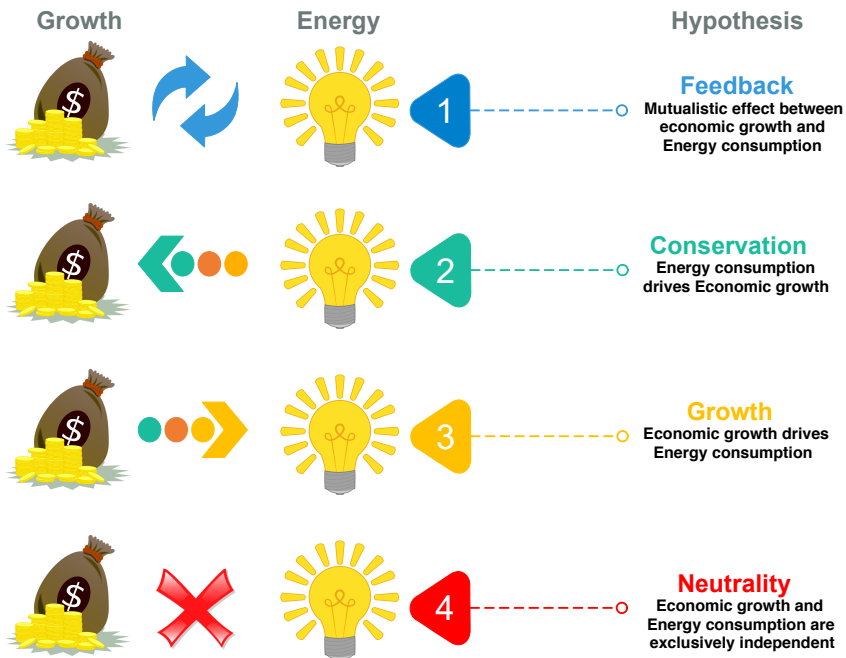 Growth Energy Hypothesis
$ 1 Feedback
Mutualistic effect between
economic growth and
Energy consumption
$ 2 Conservation
Energy consumption
drives Economic growth
$ 3 Growth
Economic growth drives
Energy consumption
$ 4 Neutrality
Economic growth and
Energy consumption are
exclusively independent